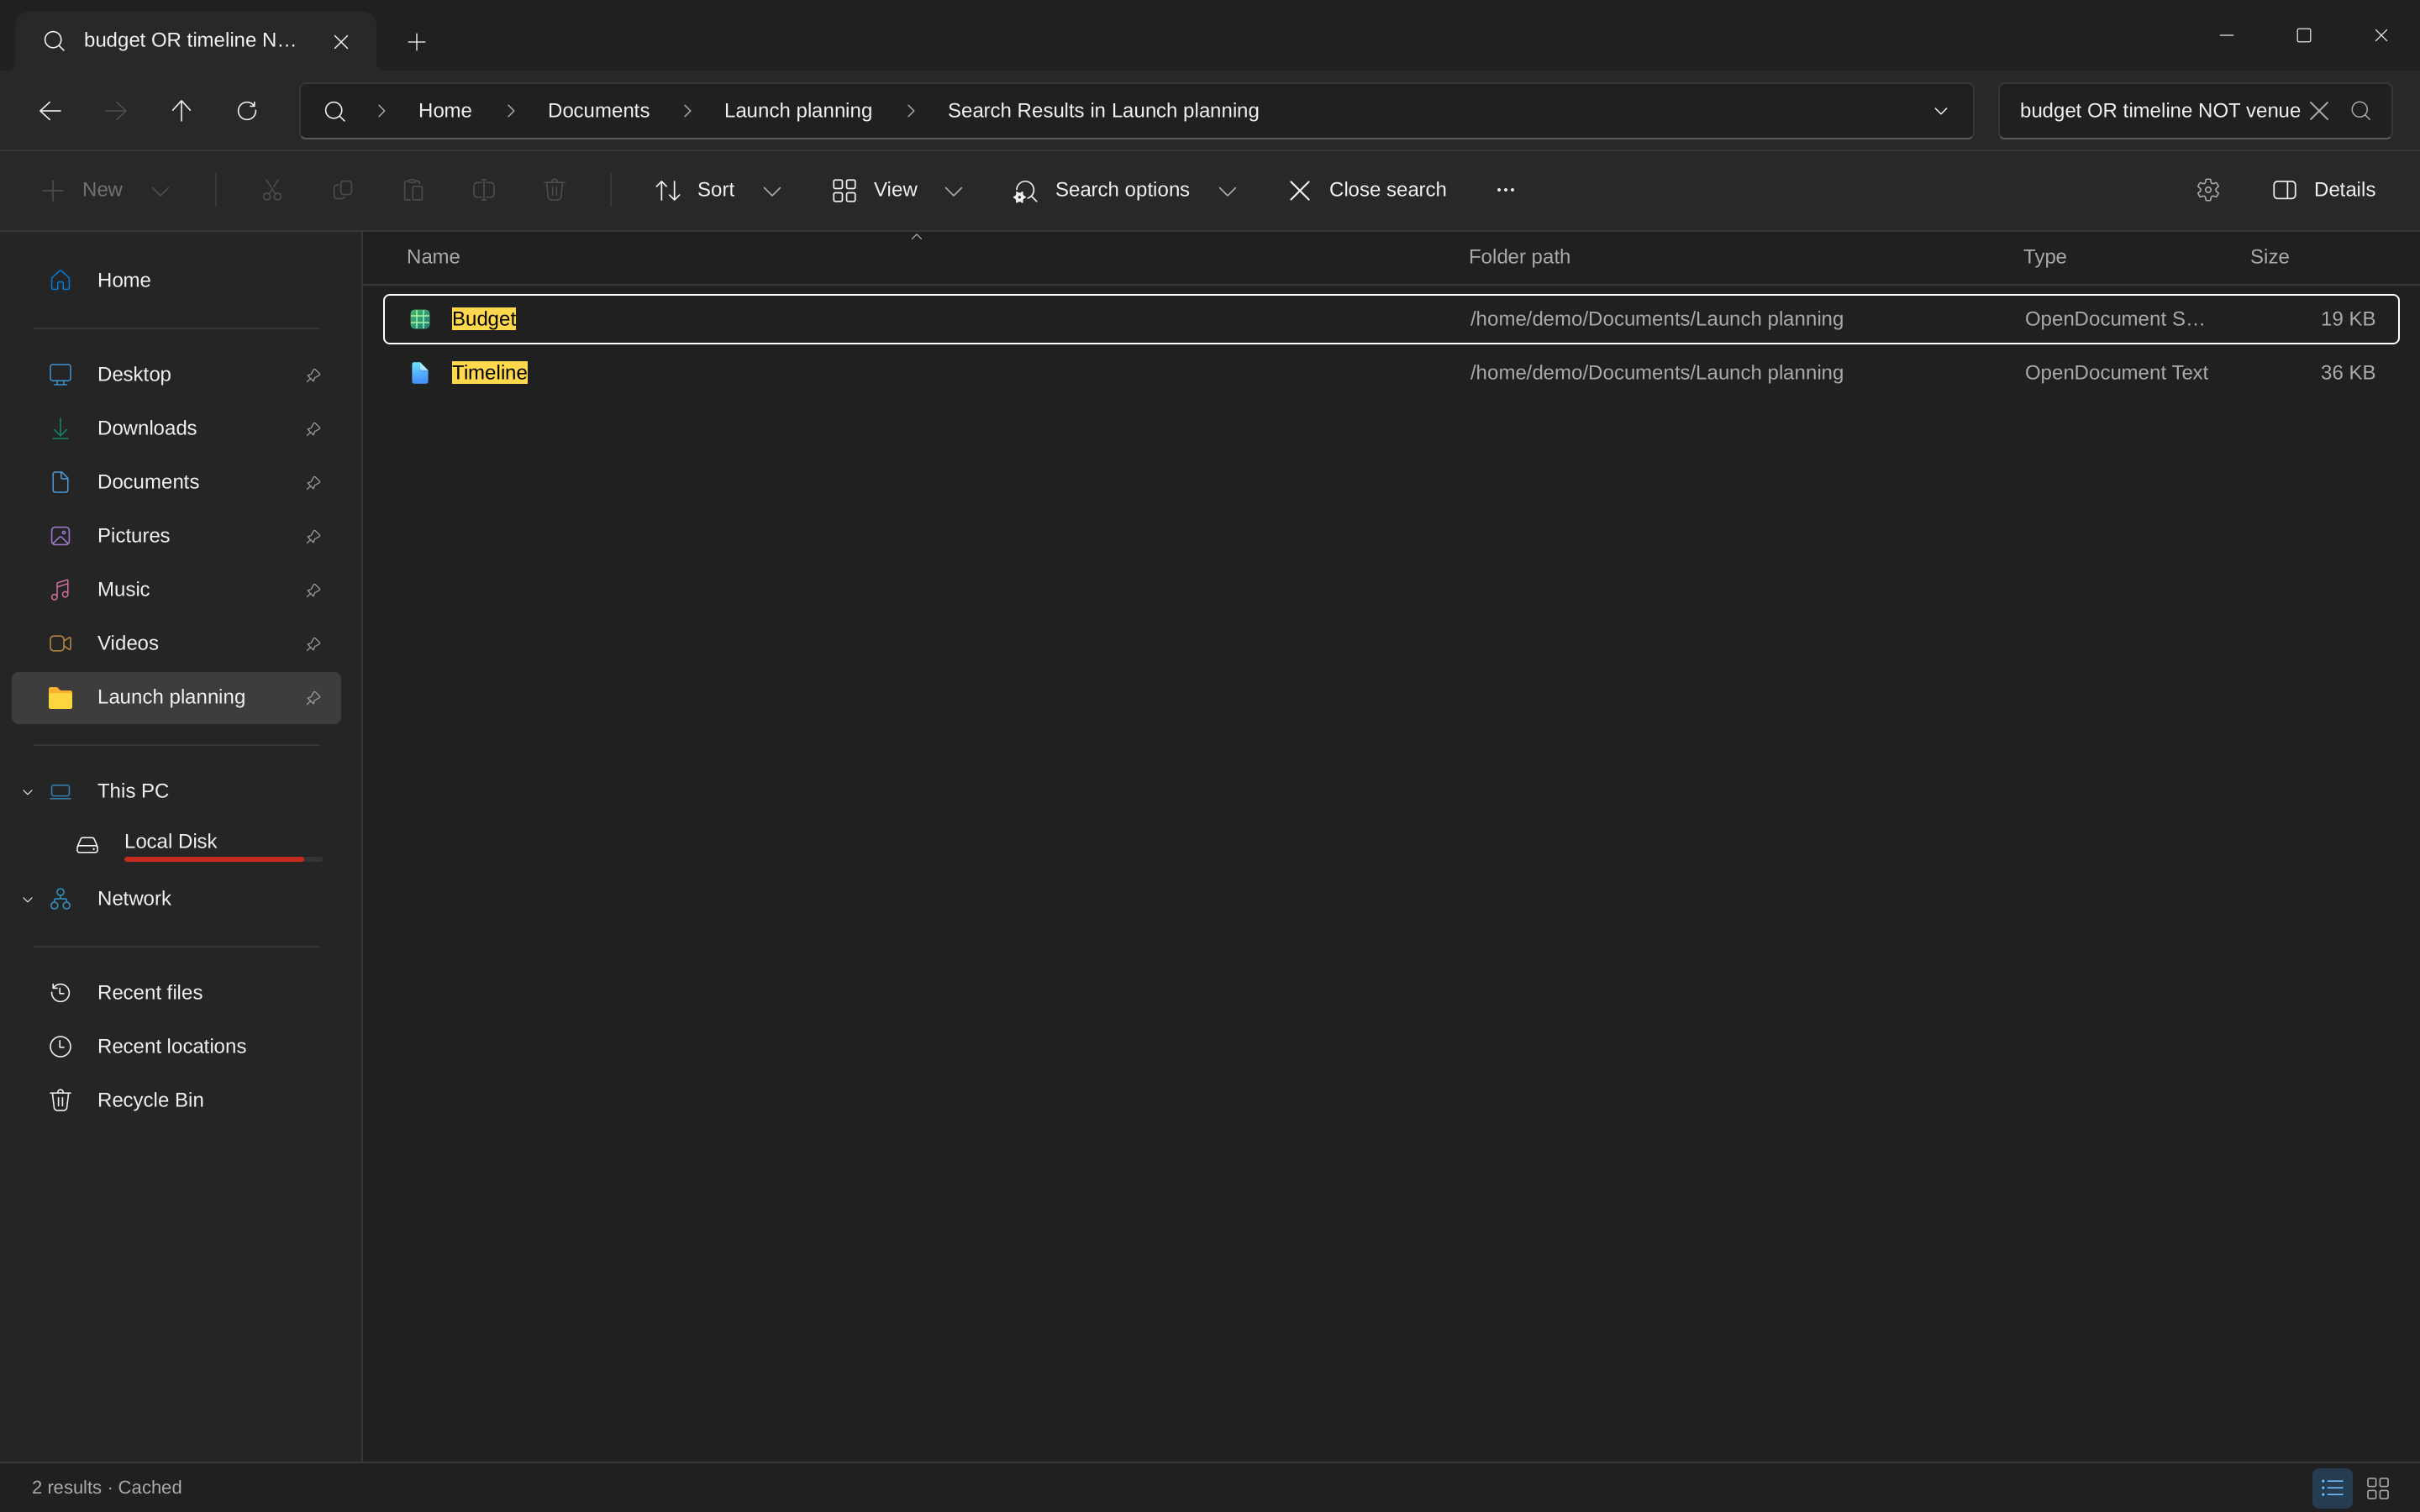 budget OR timeline N…
Home
Documents
Launch planning
Search Results in Launch planning
budget OR timeline NOT venue
New
Sort
View
Search options
Close search
Details
Home
Desktop
Downloads
Documents
Pictures
Music
Videos
Launch planning
This PC
Local Disk
Network
Recent files
Recent locations
Recycle Bin
Name Folder path Type Size
Budget /home/demo/Documents/Launch planning OpenDocument S… 19 KB
Timeline /home/demo/Documents/Launch planning OpenDocument Text 36 KB
2 results · Cached